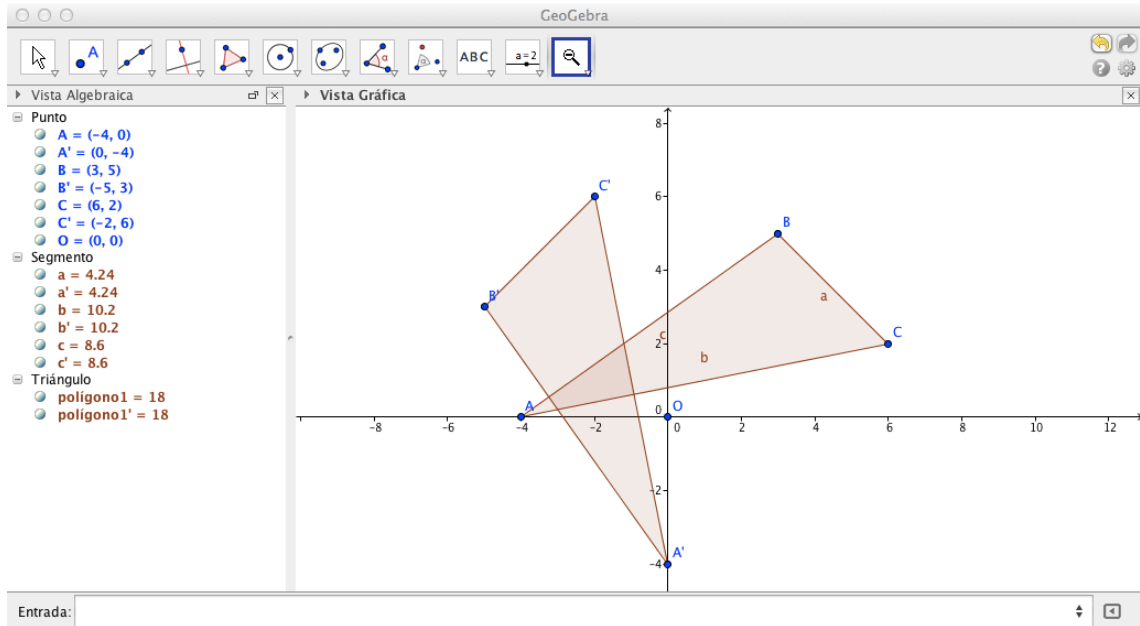 GeoGebra
A ABC a=2
Vista Algebraica
Vista Gráfica
Punto
A = (-4, 0)
A' = (0, -4)
B = (3, 5)
B' = (-5, 3)
C = (6, 2)
C' = (-2, 6)
O = (0, 0)
Segmento
a = 4.24
a' = 4.24
b = 10.2
b' = 10.2
c = 8.6
c' = 8.6
Triángulo
polígono1 = 18
polígono1' = 18
8
C'
6
B
4
B'
a
c
C
2
b
A
0
O
-8 -6 -4 -2 0 2 4 6 8 10 12
-2
A'
-4
Entrada: